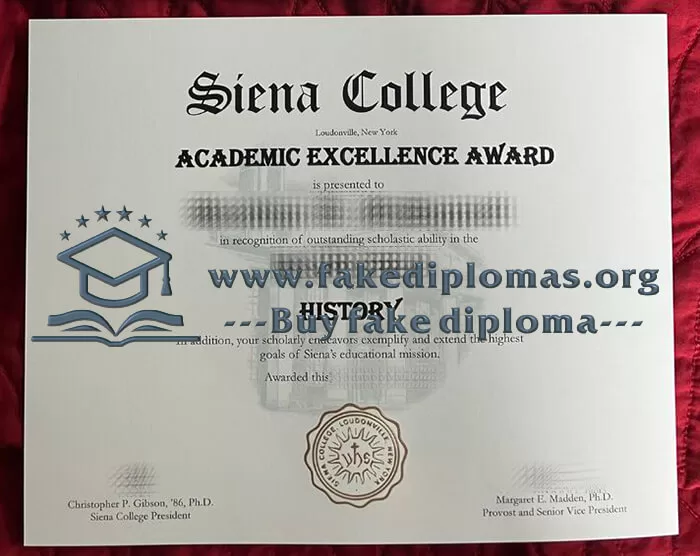 Siena College
Loudonville, New York
ACADEMIC EXCELLENCE AWARD
is presented to
in recognition of outstanding scholastic ability in the
www.fakediplomas.org
HISTORY
---Buy fake diploma---
In addition, your scholarly endeavors exemplify and extend the highest
goals of Siena's educational mission.
Awarded this
SIENA COLLEGE, LOUDONVILLE, NEW YORK
yhs
Christopher P. Gibson, '86, Ph.D.
Siena College President
Margaret E. Madden, Ph.D.
Provost and Senior Vice President